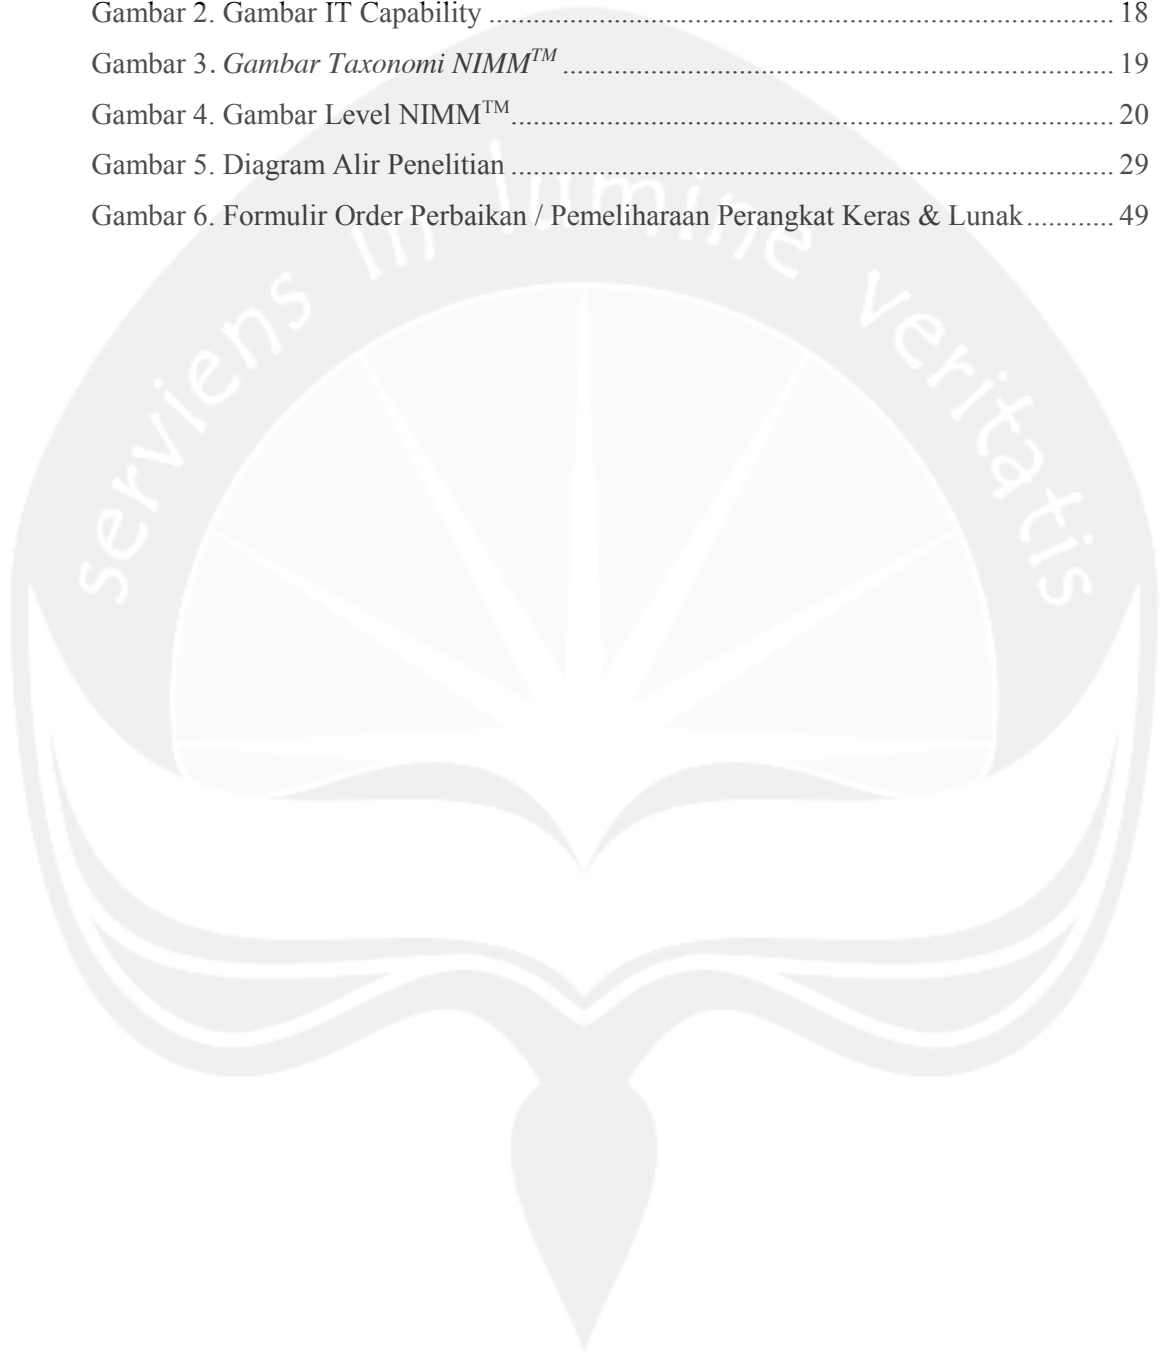 Gambar 2. Gambar IT Capability .......... 18
Gambar 3. Gambar Taxonomi NIMM™ .......... 19
Gambar 4. Gambar Level NIMM™ .......... 20
Gambar 5. Diagram Alir Penelitian .......... 29
Gambar 6. Formulir Order Perbaikan / Pemeliharaan Perangkat Keras & Lunak .......... 49
serviens in lumine veritatis